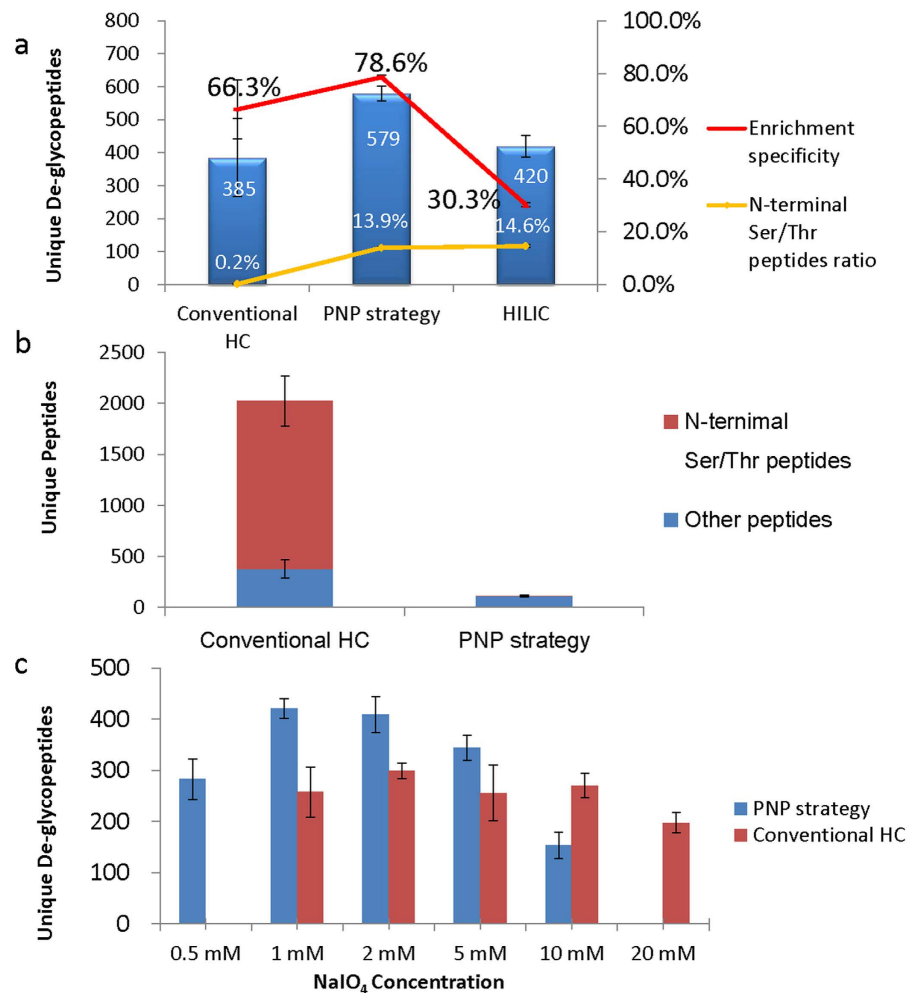 a
Unique De-glycopeptides
800
700
600
500
400
300
200
100
0
66.3%
78.6%
30.3%
385
579
420
0.2%
13.9%
14.6%
100.0%
80.0%
60.0%
40.0%
20.0%
0.0%
Conventional
HC
PNP strategy
HILIC
Enrichment
specificity
N-terminal
Ser/Thr
peptides ratio
b
Unique Peptides
2500
2000
1500
1000
500
0
Conventional HC
PNP strategy
N-ternimal
Ser/Thr peptides
Other peptides
c
Unique De-glycopeptides
500
400
300
200
100
0
0.5 mM
1 mM
2 mM
5 mM
10 mM
20 mM
NaIO4 Concentration
PNP strategy
Conventional HC